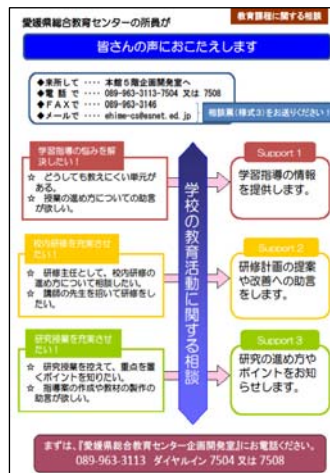 教育課程に関する相談
愛媛県総合教育センターの所員が
皆さんの声におこたえします
◆来所して ‥‥ 本館5階企画開発室へ
◆電話で ‥‥ 089-963-3113-7504 又は 7508
◆FAXで ‥‥ 089-963-3146
◆メールで ‥‥ ehime-cs@esnet.ed.jp
相談票(様式3)をお送りください!
学習指導の悩みを解
決したい!
☆ どうしても教えにくい単元が
ある。
☆ 授業の進め方についての助言
が欲しい。
Support 1
学習指導の情報
を提供します。
校内研修を充実させ
たい!
☆ 研修主任として、校内研修の
進め方について相談したい。
☆ 講師の先生を招いて研修をし
たい。
Support 2
研修計画の提案
や改善への助言
をします。
研究授業を充実させ
たい!
☆ 研究授業を控えて、重点を置
くポイントを知りたい。
☆ 指導案の作成や教材の製作の
助言が欲しい。
Support 3
研究の進め方や
ポイントをお知
らせします。
学校の教育活動に関する相談
まずは、『愛媛県総合教育センター企画開発室』にお電話ください。
089-963-3113 ダイヤルイン 7504 又は 7508